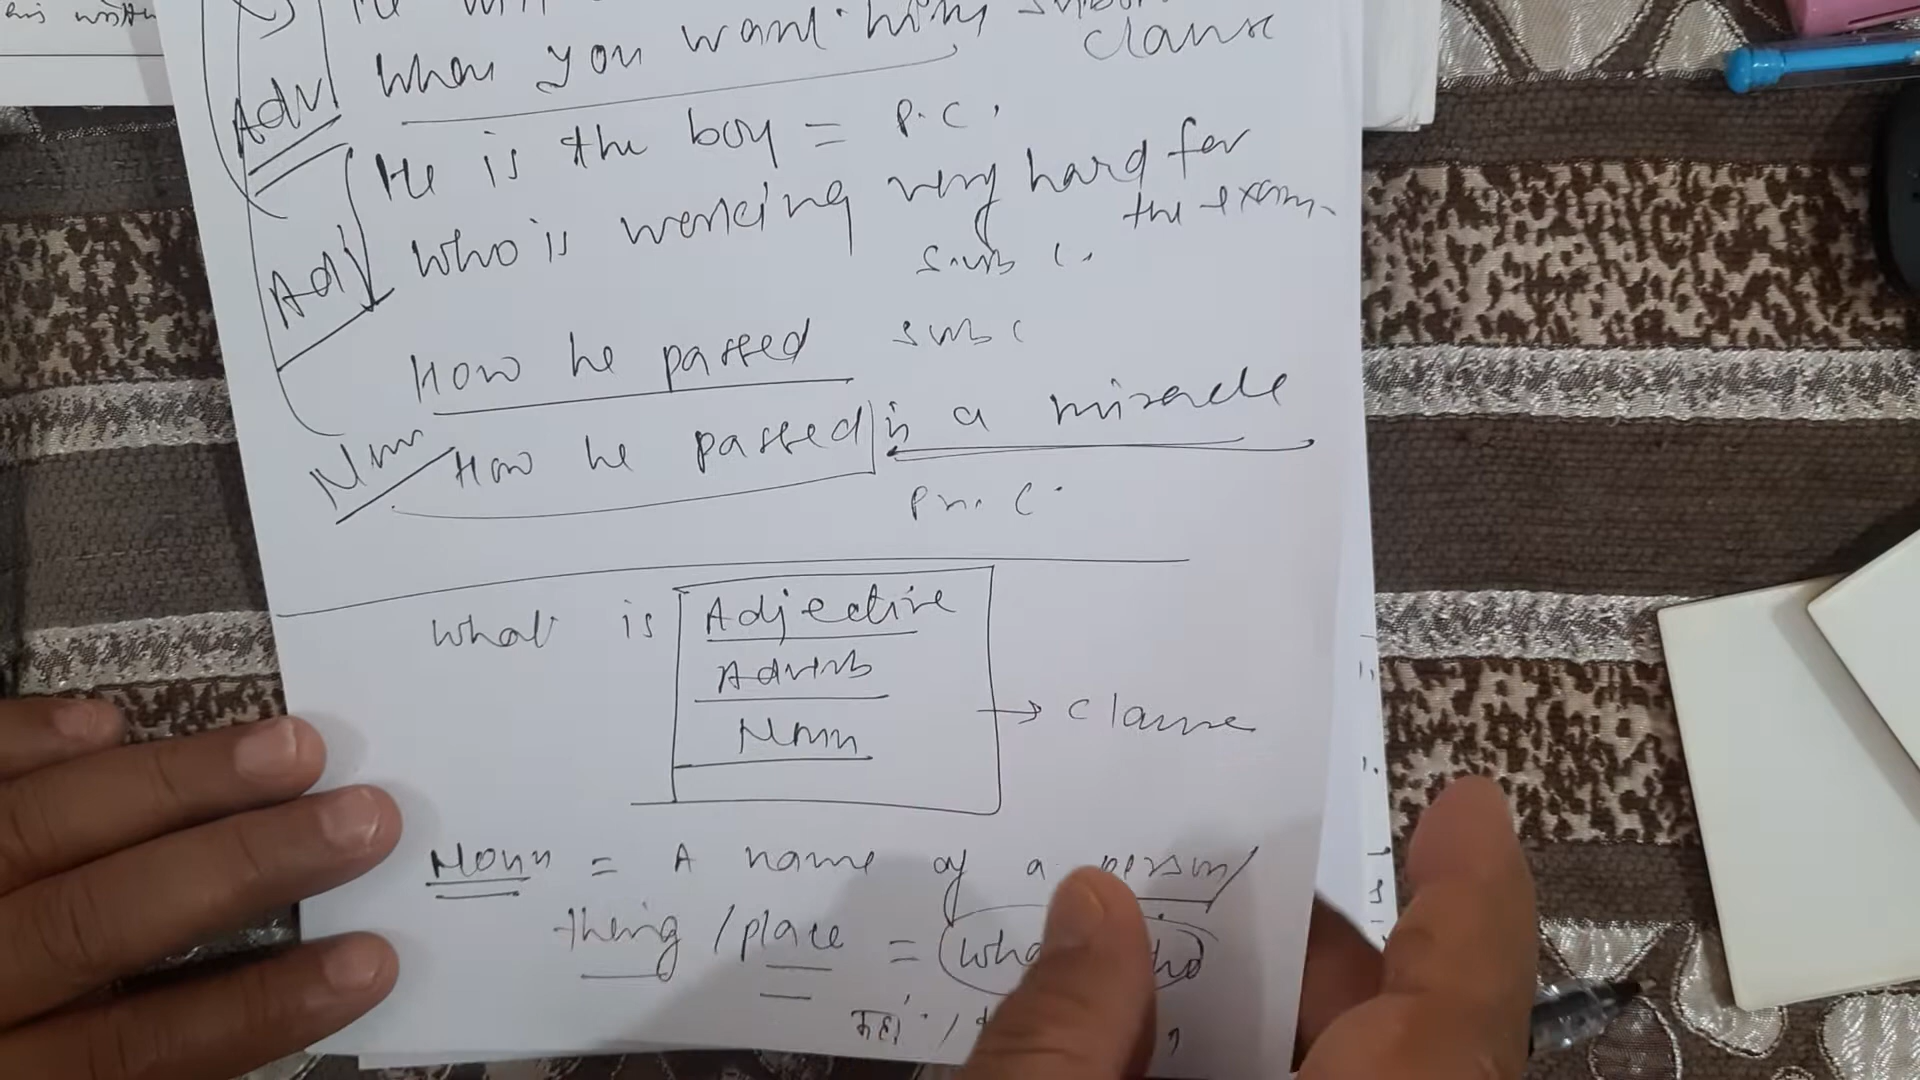 his written
when you want him
clause
Adv
He is the boy = P.C.
who is working very hard for
the exam.
Adj
Sub C.
How he passed Sub C
Noun How he passed is a miracle
Pr. C.
what is Adjective
Adverb
Noun
→ clause
Noun = A name of a person/
thing / place =